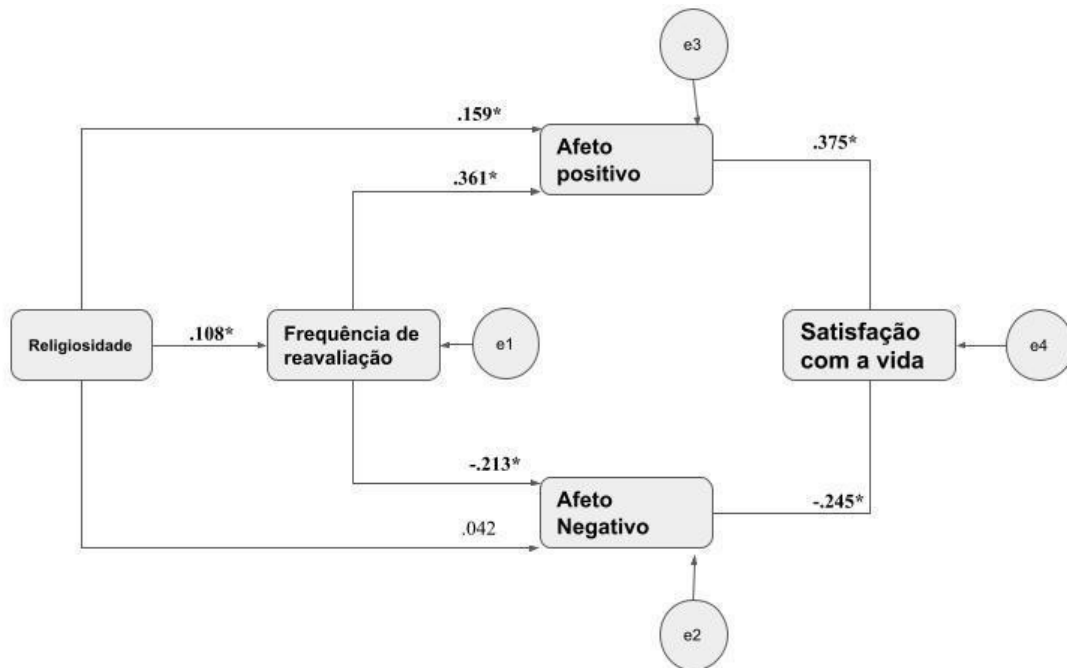 e3
.159*
Afeto
positivo
.375*
.361*
Religiosidade
.108*
Frequência de
reavaliação
e1
Satisfação
com a vida
e4
-.213*
Afeto
Negativo
-.245*
.042
e2